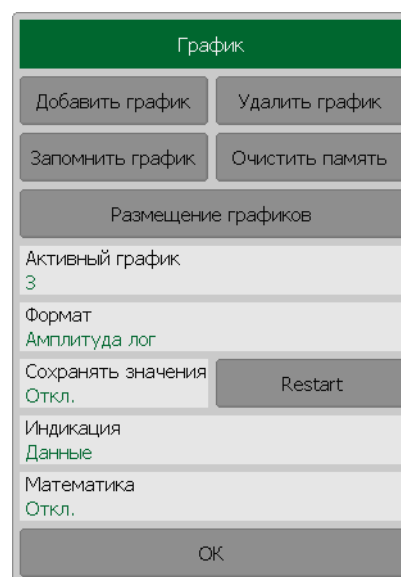 График
Добавить график
Удалить график
Запомнить график
Очистить память
Размещение графиков
Активный график
3
Формат
Амплитуда лог
Сохранять значения
Откл.
Restart
Индикация
Данные
Математика
Откл.
ОК